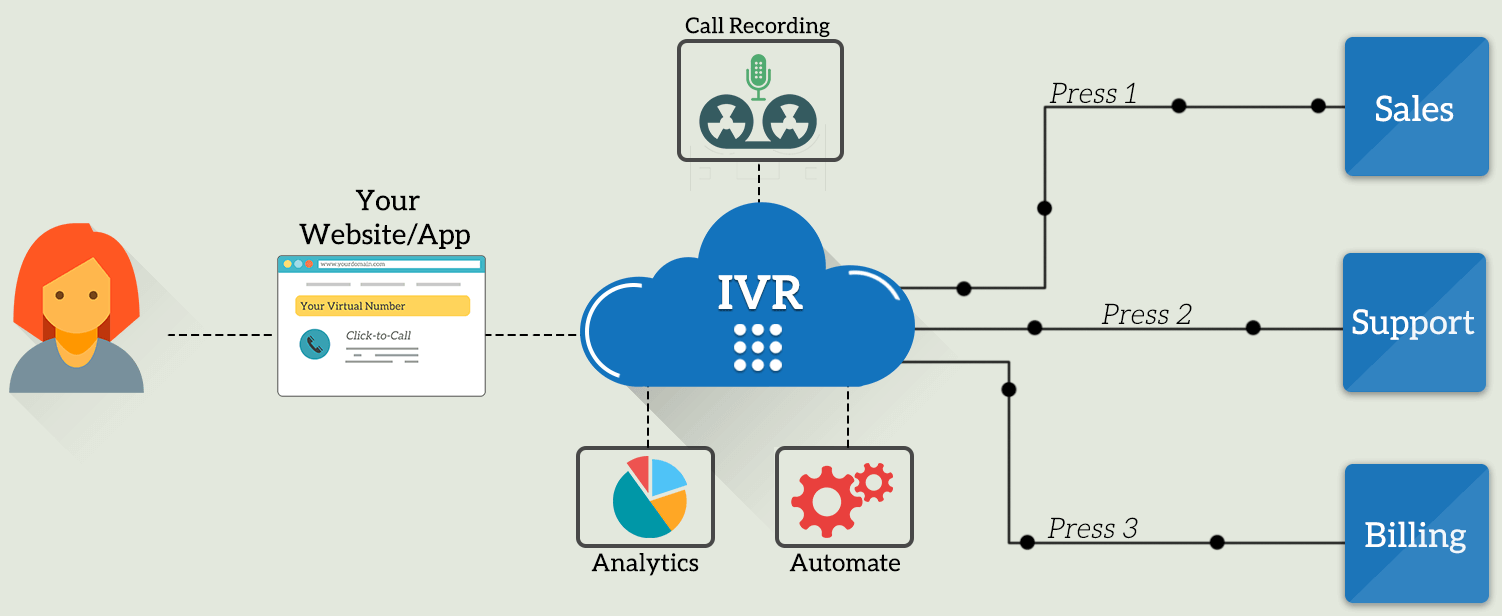 Call Recording
Your
Website/App
www.yourdomain.com
Your Virtual Number
Click-to-Call
IVR
Press 1
Sales
Press 2
Support
Press 3
Billing
Analytics
Automate